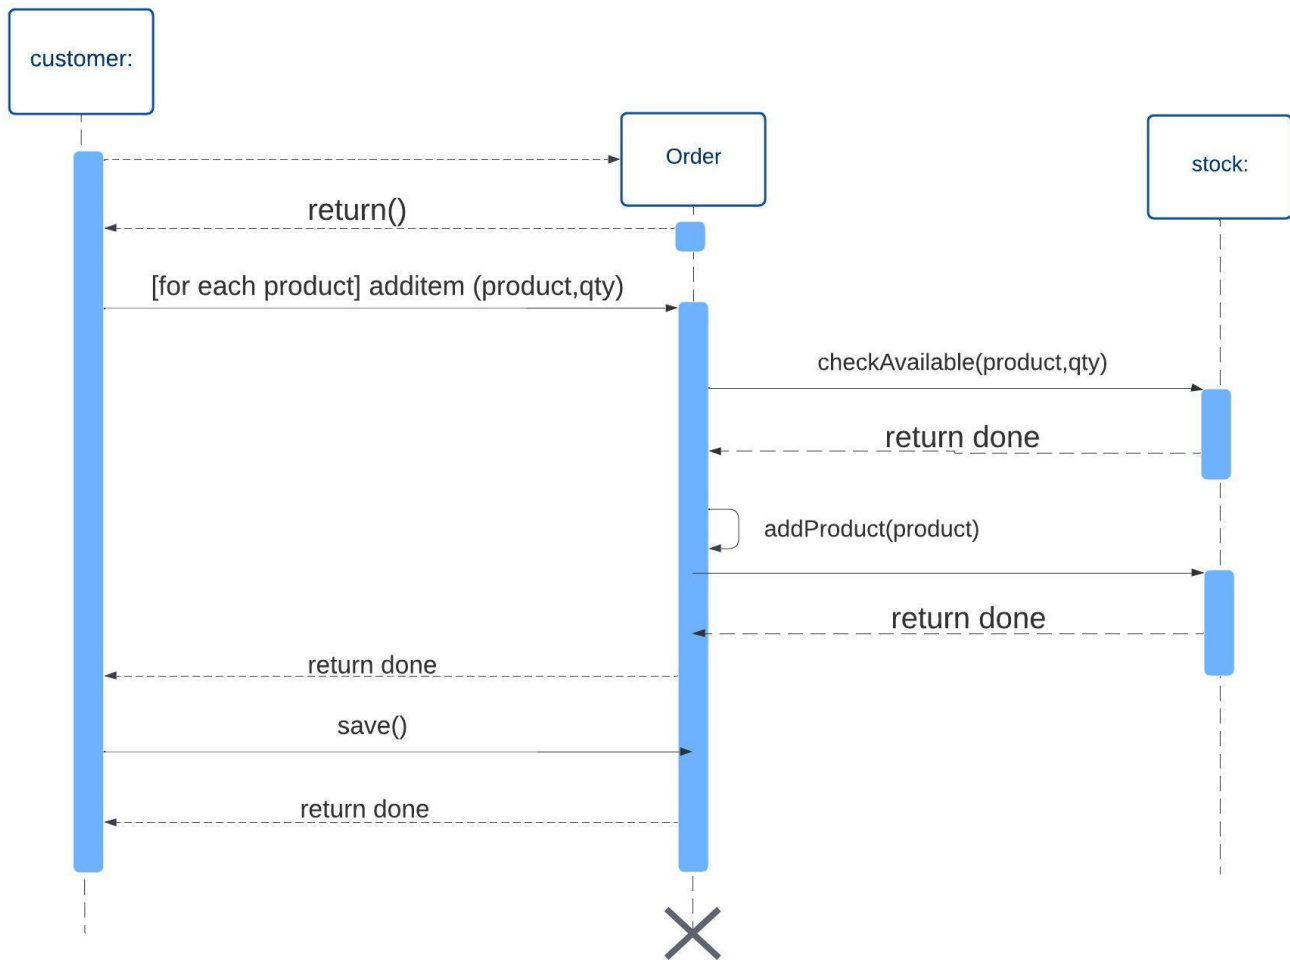 customer:
Order
stock:
return()
[for each product] additem (product,qty)
checkAvailable(product,qty)
return done
addProduct(product)
return done
return done
save()
return done